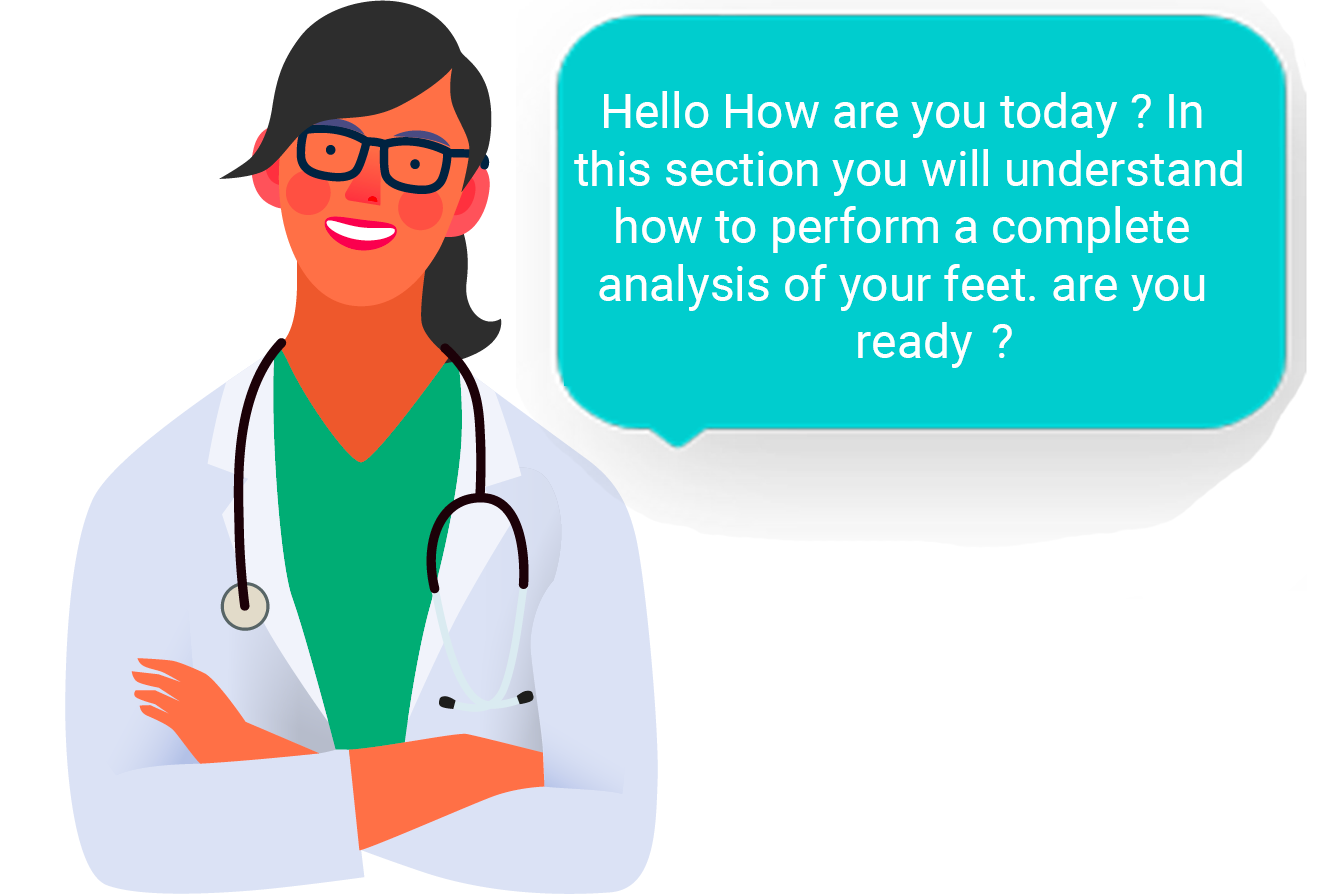 Hello How are you today ? In
this section you will understand
how to perform a complete
analysis of your feet. are you
ready ?